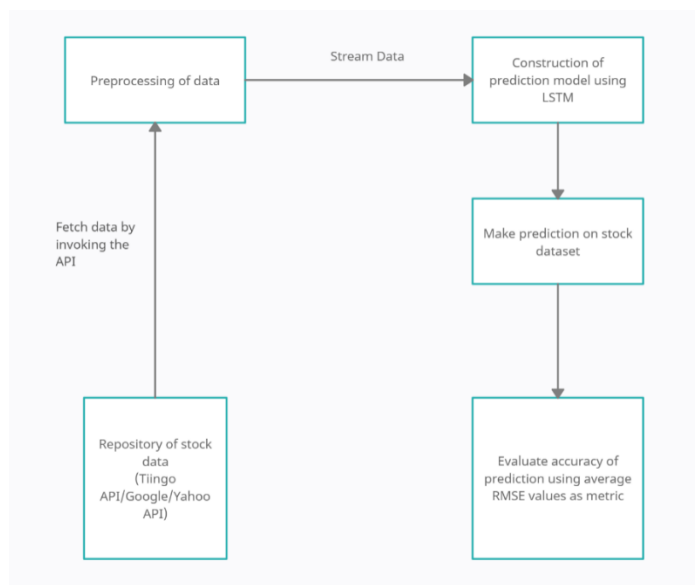 Preprocessing of data
Stream Data
Construction of
prediction model using
LSTM
Fetch data by
invoking the
API
Make prediction on stock
dataset
Repository of stock
data
(Tiingo
API/Google/Yahoo
API)
Evaluate accuracy of
prediction using average
RMSE values as metric